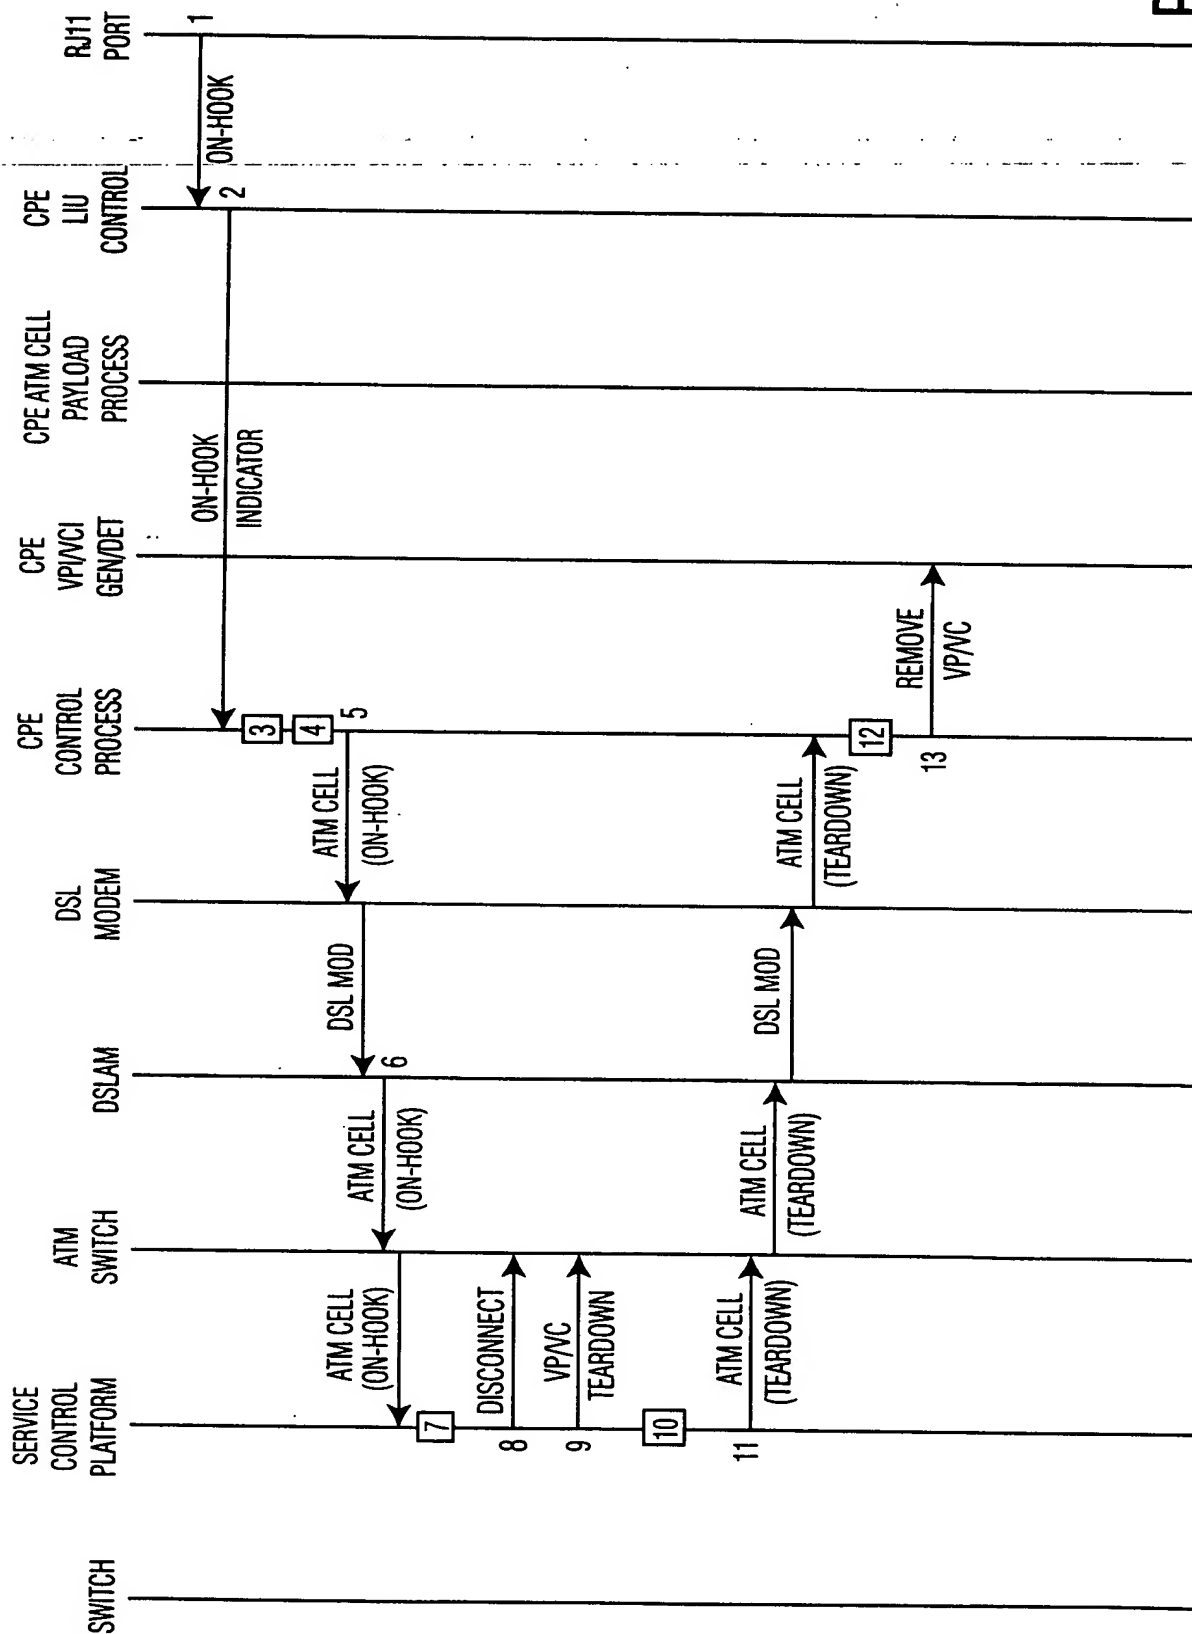 SWITCH
SERVICE
CONTROL
PLATFORM
ATM
SWITCH
DSLAM
DSL
MODEM
CPE
CONTROL
PROCESS
CPE
VPI/VCI
GEN/DET
CPE ATM CELL
PAYLOAD
PROCESS
CPE
LIU
CONTROL
RJ11
PORT
1
ON-HOOK
2
ON-HOOK
INDICATOR
3
4
5
ATM CELL
(ON-HOOK)
DSL MOD
6
ATM CELL
(ON-HOOK)
ATM CELL
(ON-HOOK)
7
8
DISCONNECT
9
VP/VC
TEARDOWN
10
11
ATM CELL
(TEARDOWN)
ATM CELL
(TEARDOWN)
DSL MOD
ATM CELL
(TEARDOWN)
12
13
REMOVE
VP/VC